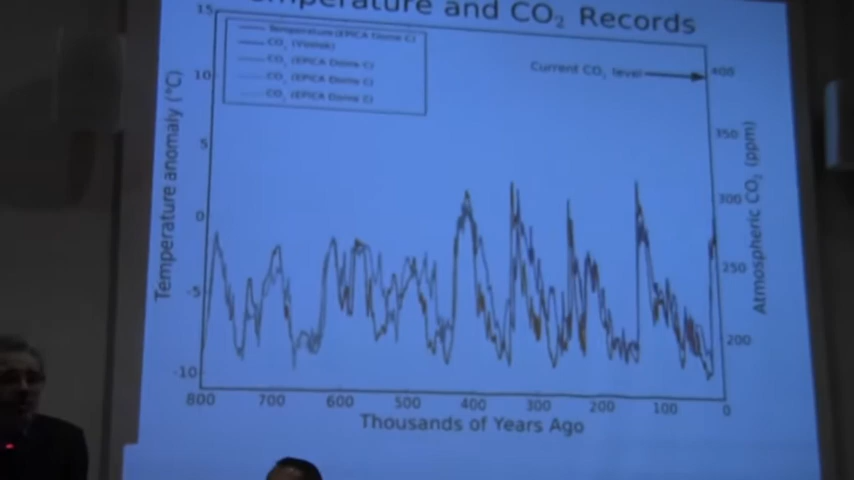 Temperature and CO₂ Records
Temperature (EPICA Dome C)
CO₂ (Vostok)
CO₂ (EPICA Dome C)
CO₂ (EPICA Dome C)
CO₂ (EPICA Dome C)
Current CO₂ level
15
10
5
0
-5
-10
Temperature anomaly (°C)
400
350
300
250
200
Atmospheric CO₂ (ppm)
800 700 600 500 400 300 200 100 0
Thousands of Years Ago